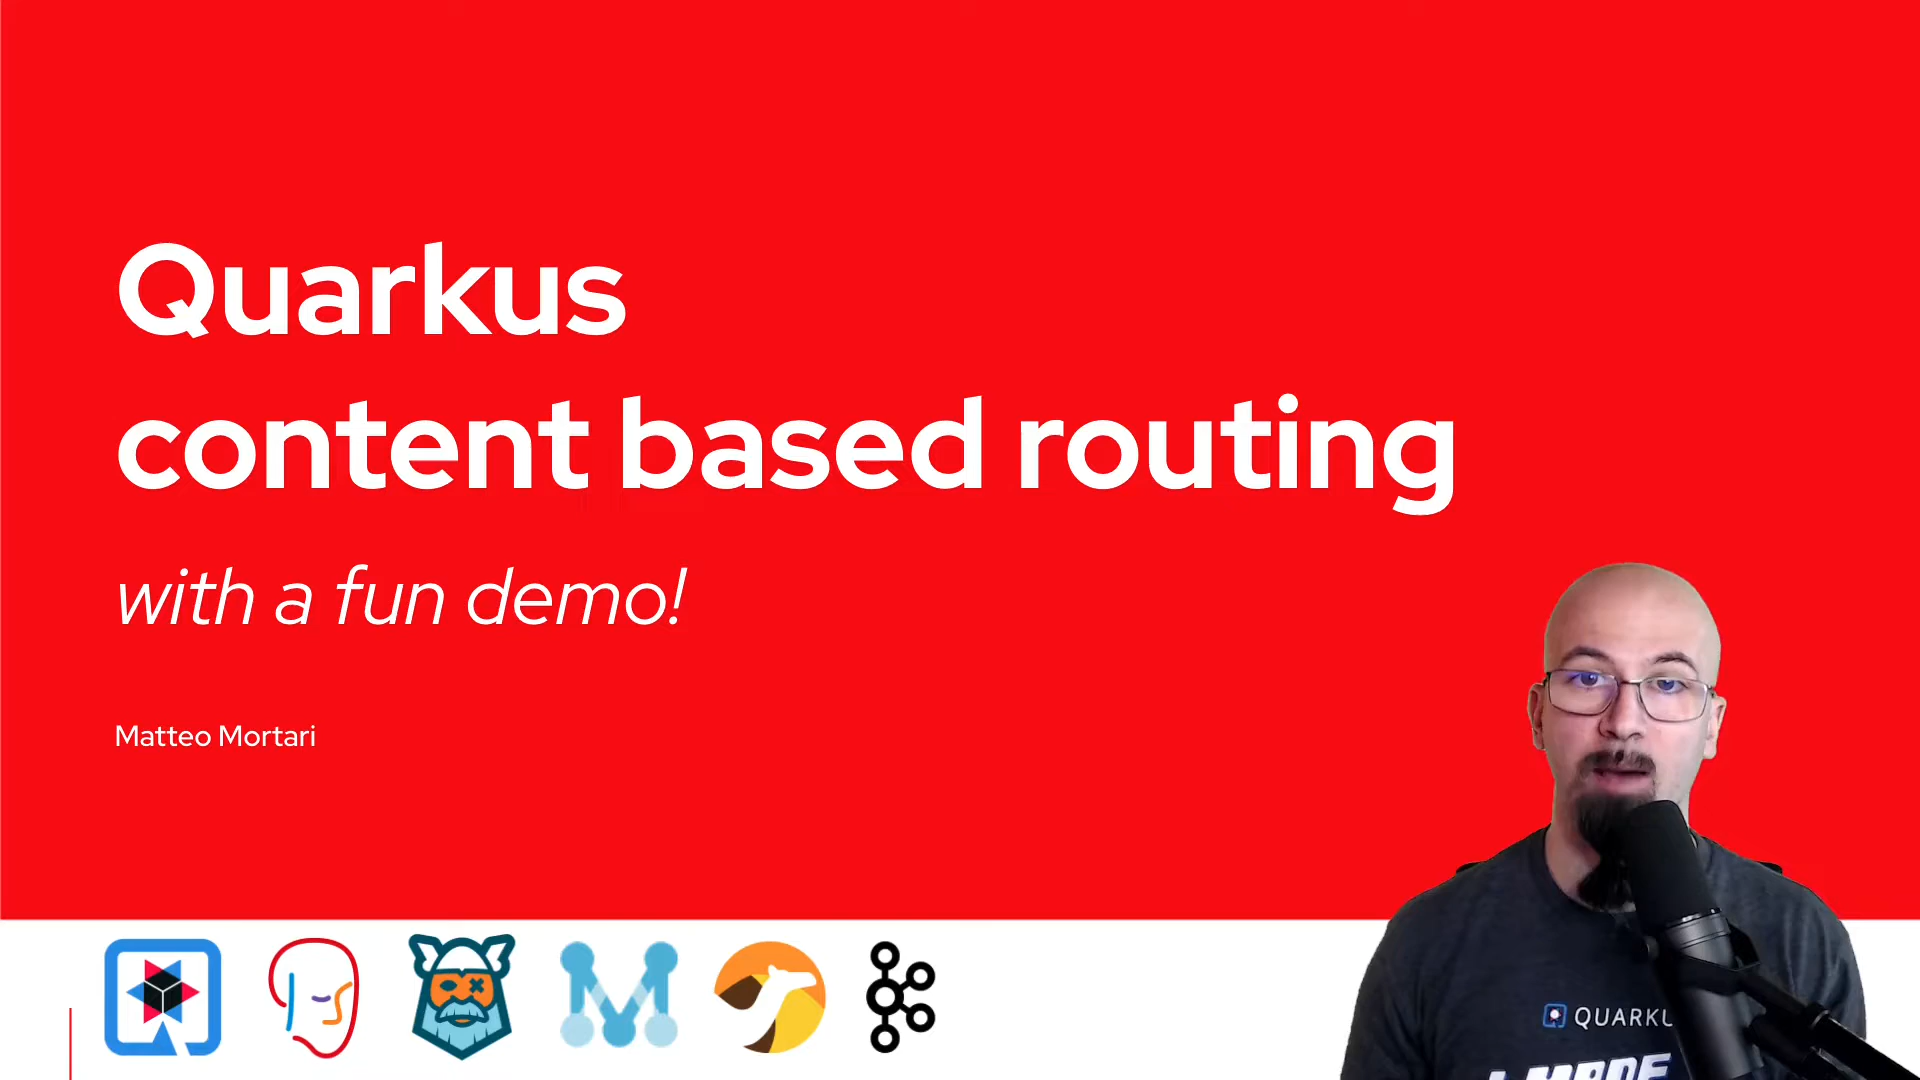 Quarkus
content based routing
with a fun demo!
Matteo Mortari
QUARKU